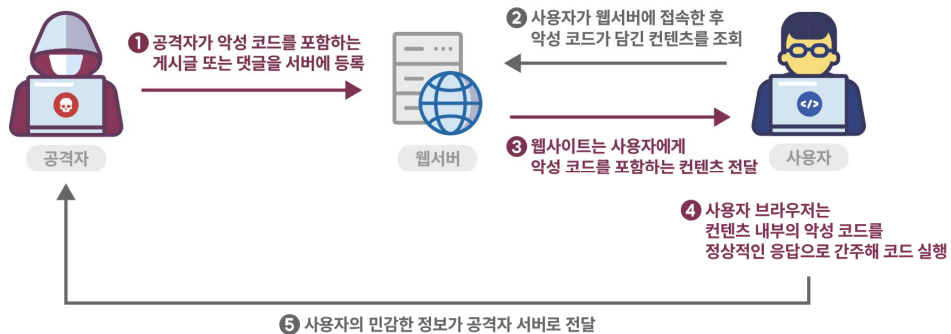 ❶ 공격자가 악성 코드를 포함하는
게시글 또는 댓글을 서버에 등록
❷ 사용자가 웹서버에 접속한 후
악성 코드가 담긴 컨텐츠를 조회
</>
❸ 웹사이트는 사용자에게
악성 코드를 포함하는 컨텐츠 전달
공격자
웹서버
사용자
❹ 사용자 브라우저는
컨텐츠 내부의 악성 코드를
정상적인 응답으로 간주해 코드 실행
❺ 사용자의 민감한 정보가 공격자 서버로 전달